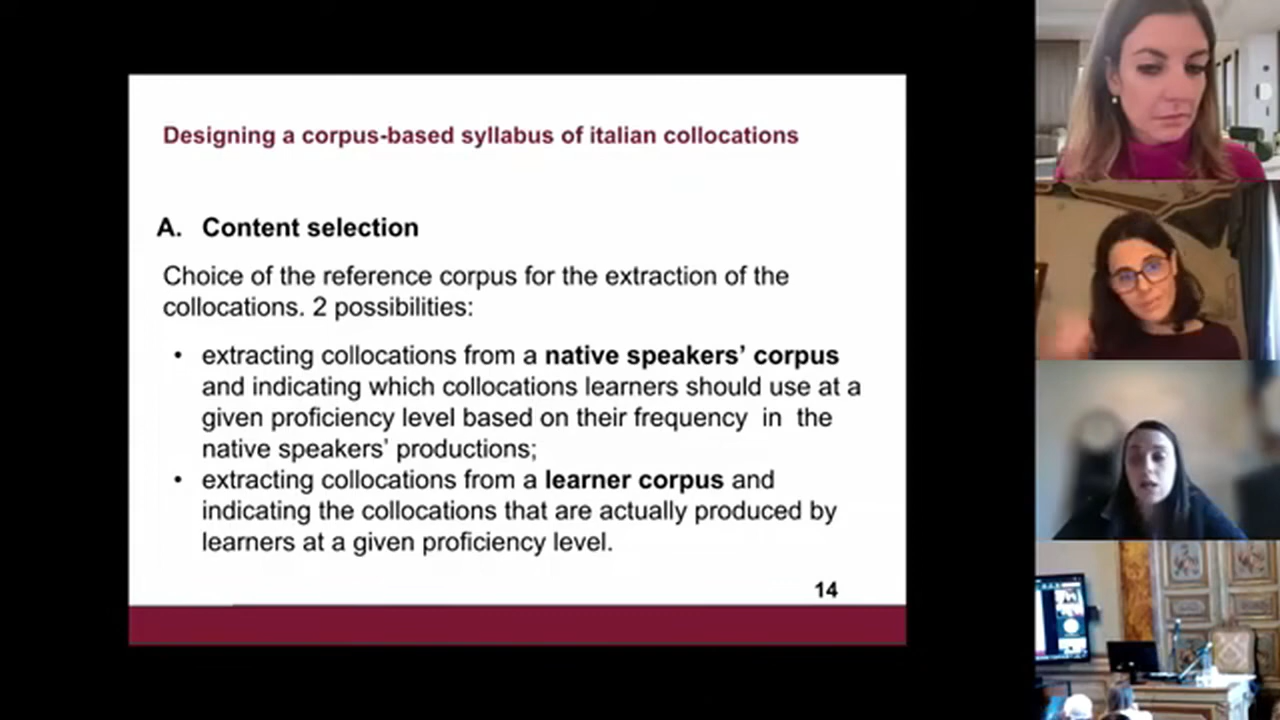 Designing a corpus-based syllabus of italian collocations
A. Content selection
Choice of the reference corpus for the extraction of the
collocations. 2 possibilities:
• extracting collocations from a native speakers’ corpus
and indicating which collocations learners should use at a
given proficiency level based on their frequency in the
native speakers’ productions;
• extracting collocations from a learner corpus and
indicating the collocations that are actually produced by
learners at a given proficiency level.
14